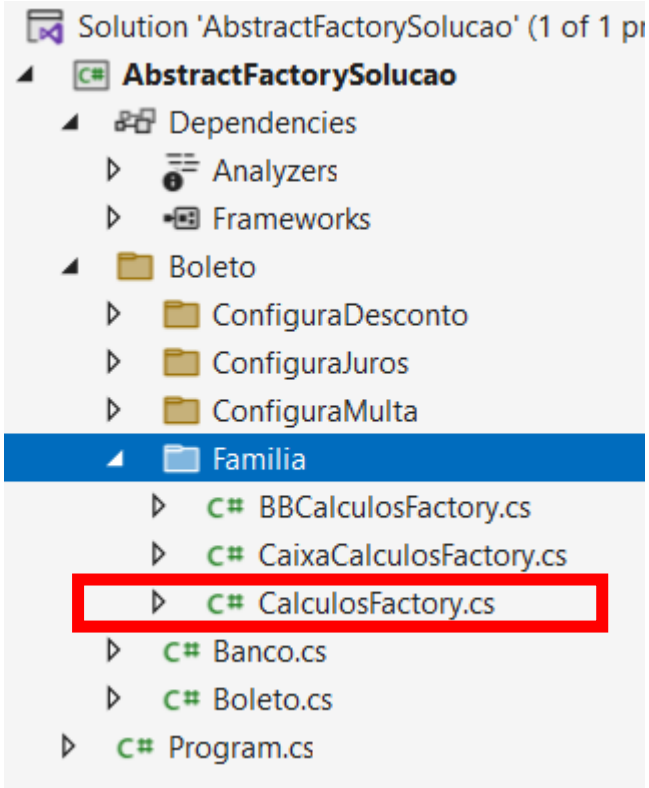 Solution 'AbstractFactorySolucao' (1 of 1 pr
C# AbstractFactorySolucao
Dependencies
Analyzers
Frameworks
Boleto
ConfiguraDesconto
ConfiguraJuros
ConfiguraMulta
Familia
C# BBCalculosFactory.cs
C# CaixaCalculosFactory.cs
C# CalculosFactory.cs
C# Banco.cs
C# Boleto.cs
C# Program.cs